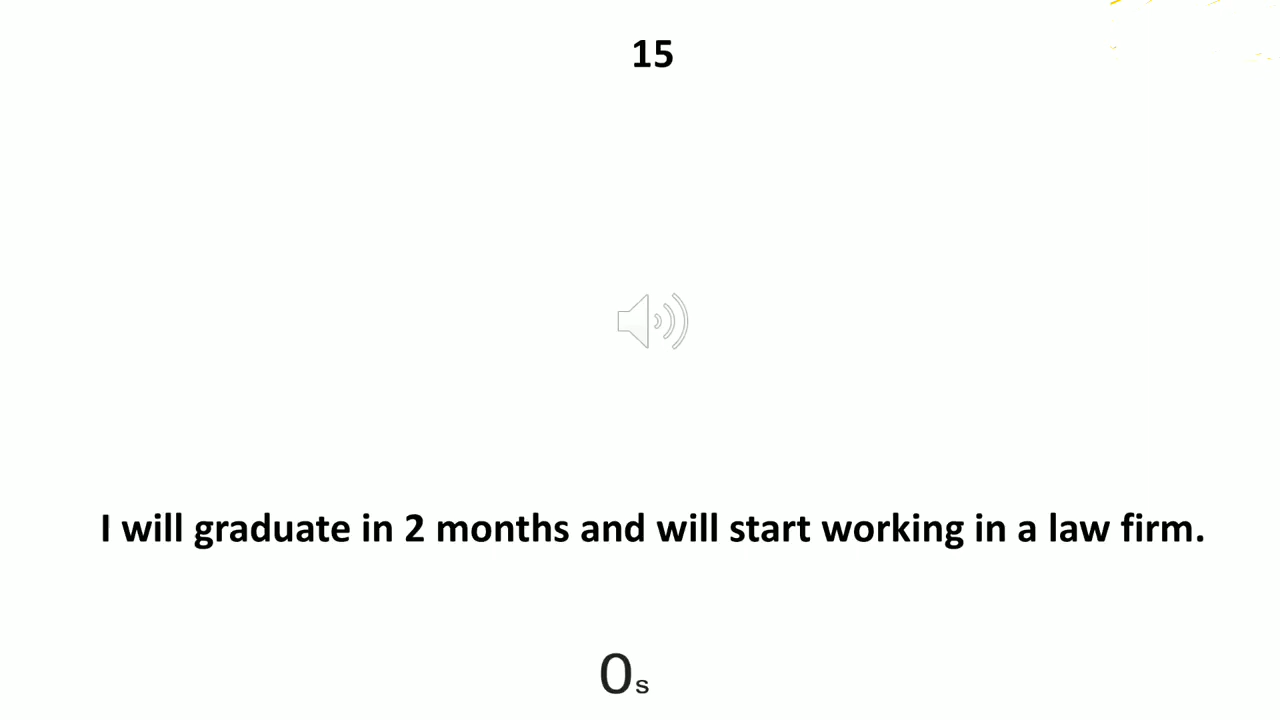 15
I will graduate in 2 months and will start working in a law firm.
0s